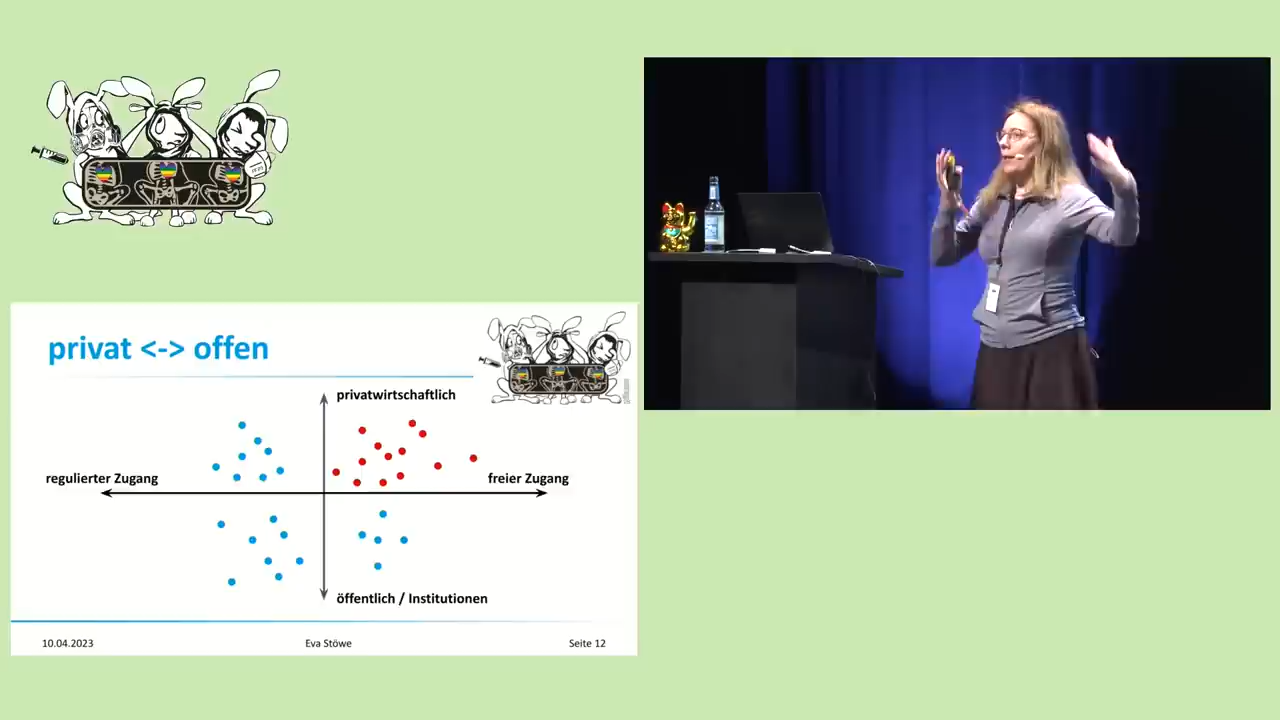 privat <-> offen
privatwirtschaftlich
regulierter Zugang
freier Zugang
öffentlich / Institutionen
10.04.2023
Eva Stöwe
Seite 12